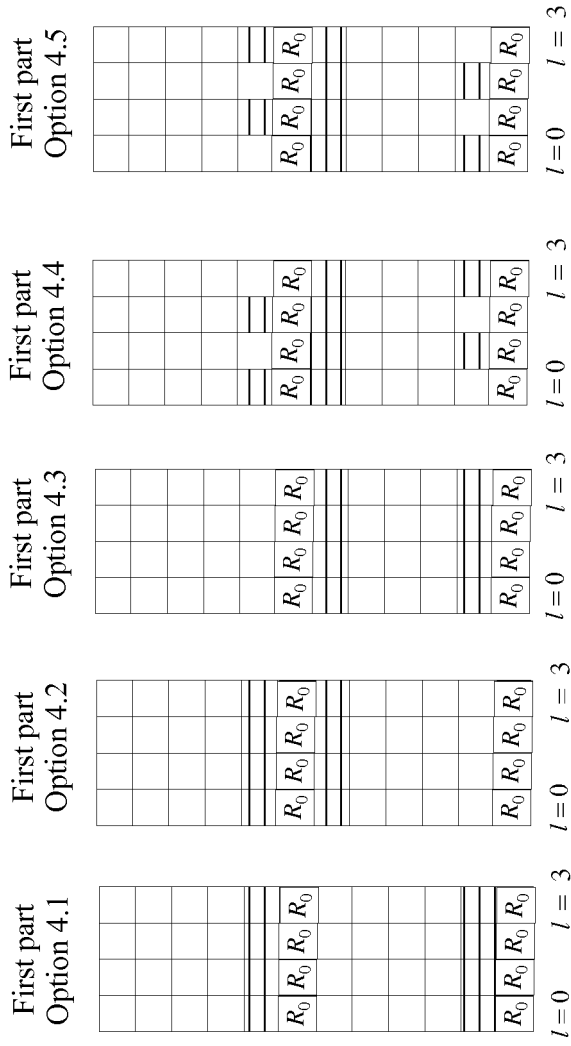 First part
Option 4.1
R₀ R₀ R₀ R₀
R₀ R₀ R₀ R₀
l = 0 l = 3
First part
Option 4.2
R₀ R₀ R₀ R₀
R₀ R₀ R₀ R₀
l = 0 l = 3
First part
Option 4.3
R₀ R₀ R₀ R₀
R₀ R₀ R₀ R₀
l = 0 l = 3
First part
Option 4.4
R₀ R₀ R₀ R₀
R₀ R₀ R₀ R₀
l = 0 l = 3
First part
Option 4.5
R₀ R₀ R₀ R₀
R₀ R₀ R₀ R₀
l = 0 l = 3